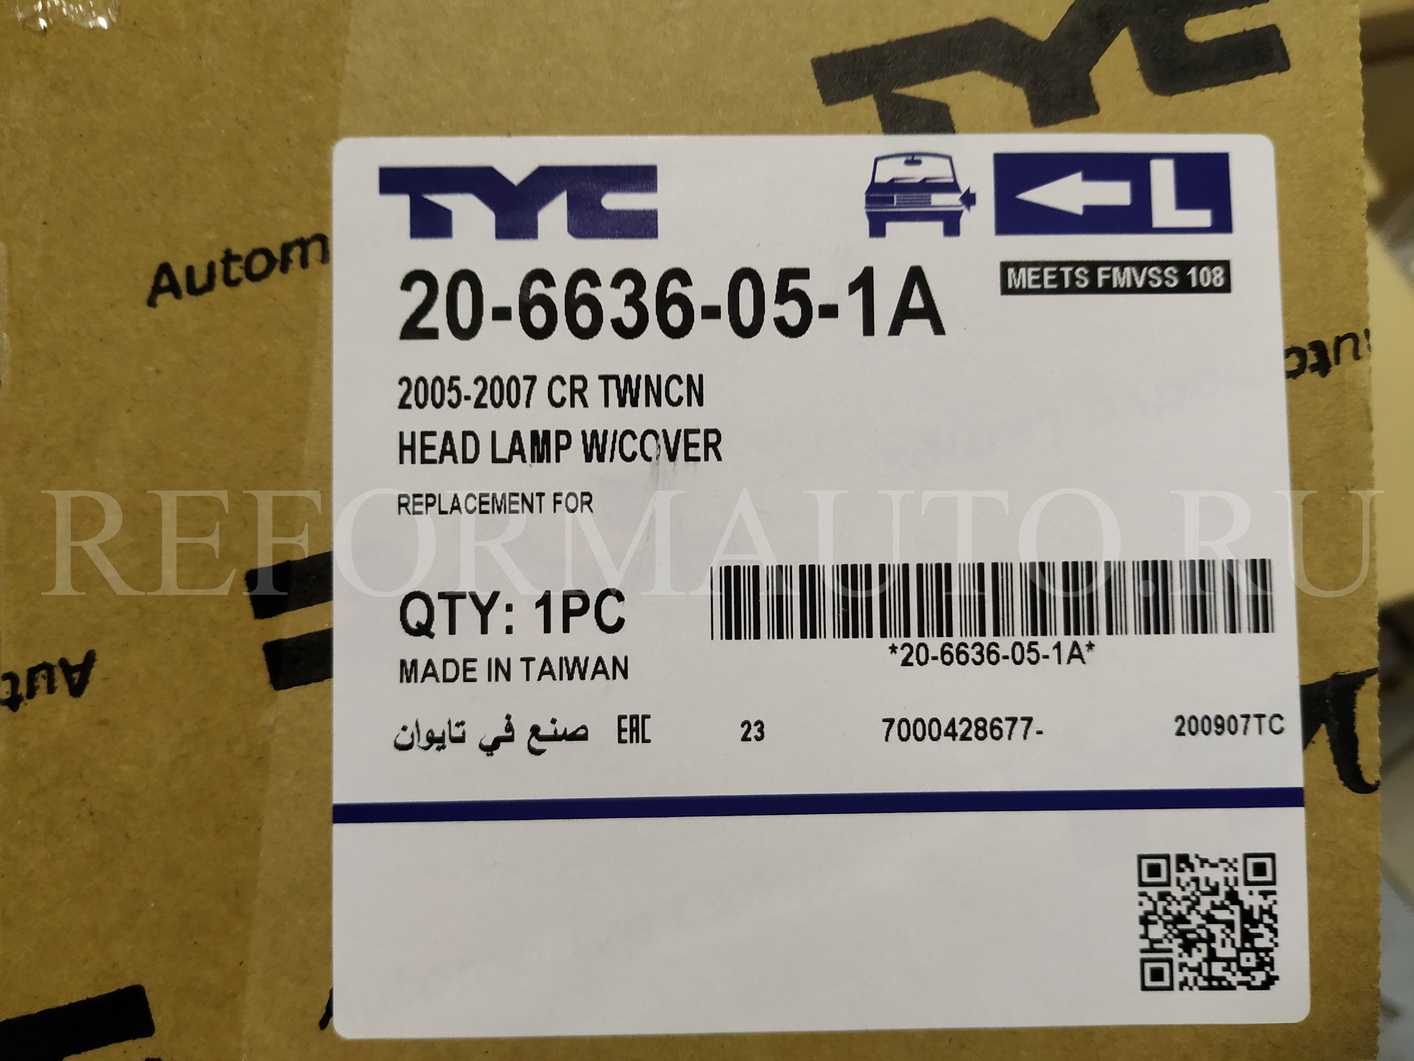 TYC
Autom
TYC
L
MEETS FMVSS 108
20-6636-05-1A
2005-2007 CR TWNCN
HEAD LAMP W/COVER
REPLACEMENT FOR
REFORMAUTO.RU
QTY: 1PC
*20-6636-05-1A*
MADE IN TAIWAN
Auto
صنع في تايوان EAC 23 7000428677- 200907TC